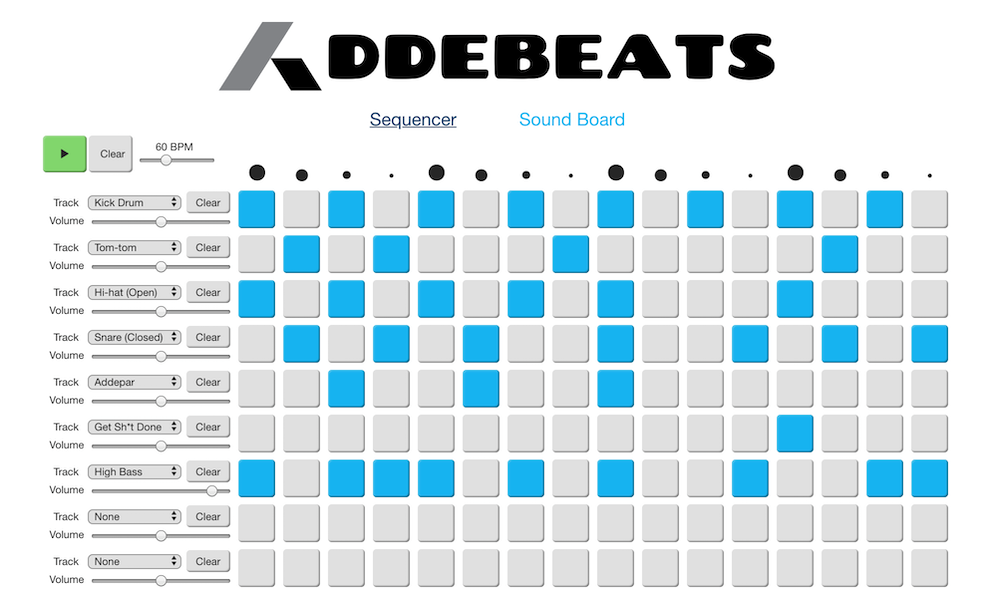 ADDEBEATS
Sequencer Sound Board
Clear 60 BPM
Track Kick Drum Clear
Volume
Track Tom-tom Clear
Volume
Track Hi-hat (Open) Clear
Volume
Track Snare (Closed) Clear
Volume
Track Addepar Clear
Volume
Track Get Sh*t Done Clear
Volume
Track High Bass Clear
Volume
Track None Clear
Volume
Track None Clear
Volume